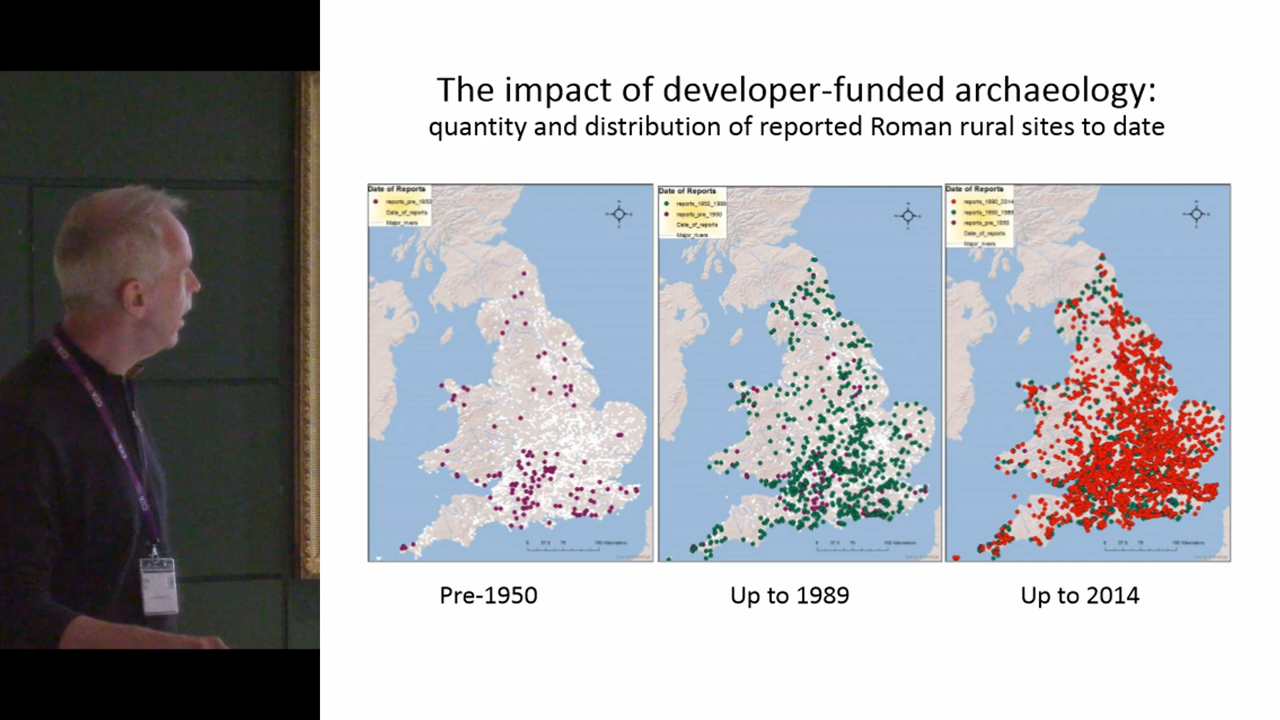 The impact of developer-funded archaeology:
quantity and distribution of reported Roman rural sites to date
Date of Reports
reports_pre_1950
Date_of_reports
Major_rivers
Date of Reports
reports_1950_1989
reports_pre_1950
Date_of_reports
Major_rivers
Date of Reports
reports_1990_2014
reports_1950_1989
reports_pre_1950
Date_of_reports
Major_rivers
Pre-1950
Up to 1989
Up to 2014